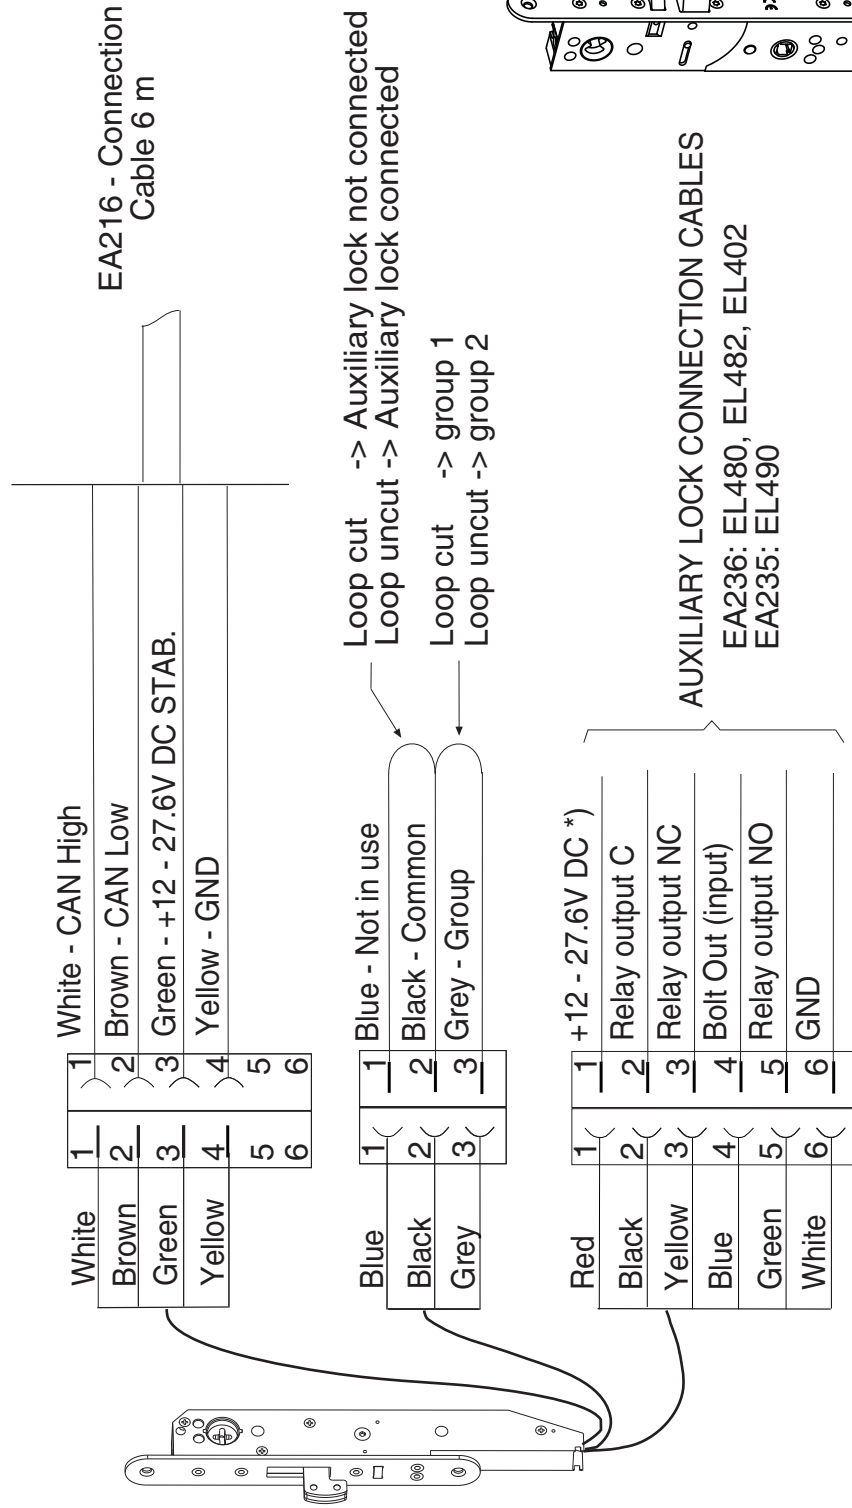 EA216 - Connection
Cable 6 m
White - CAN High
Brown - CAN Low
Green - +12 - 27.6V DC STAB.
Yellow - GND
1
2
3
4
5
6
1
2
3
4
5
6
White
Brown
Green
Yellow
Loop cut -> Auxiliary lock not connected
Loop uncut -> Auxiliary lock connected
Loop cut -> group 1
Loop uncut -> group 2
Blue - Not in use
Black - Common
Grey - Group
1
2
3
1
2
3
Blue
Black
Grey
AUXILIARY LOCK CONNECTION CABLES
EA236: EL480, EL482, EL402
EA235: EL490
+12 - 27.6V DC *)
Relay output C
Relay output NC
Bolt Out (input)
Relay output NO
GND
1
2
3
4
5
6
1
2
3
4
5
6
Red
Black
Yellow
Blue
Green
White
CE